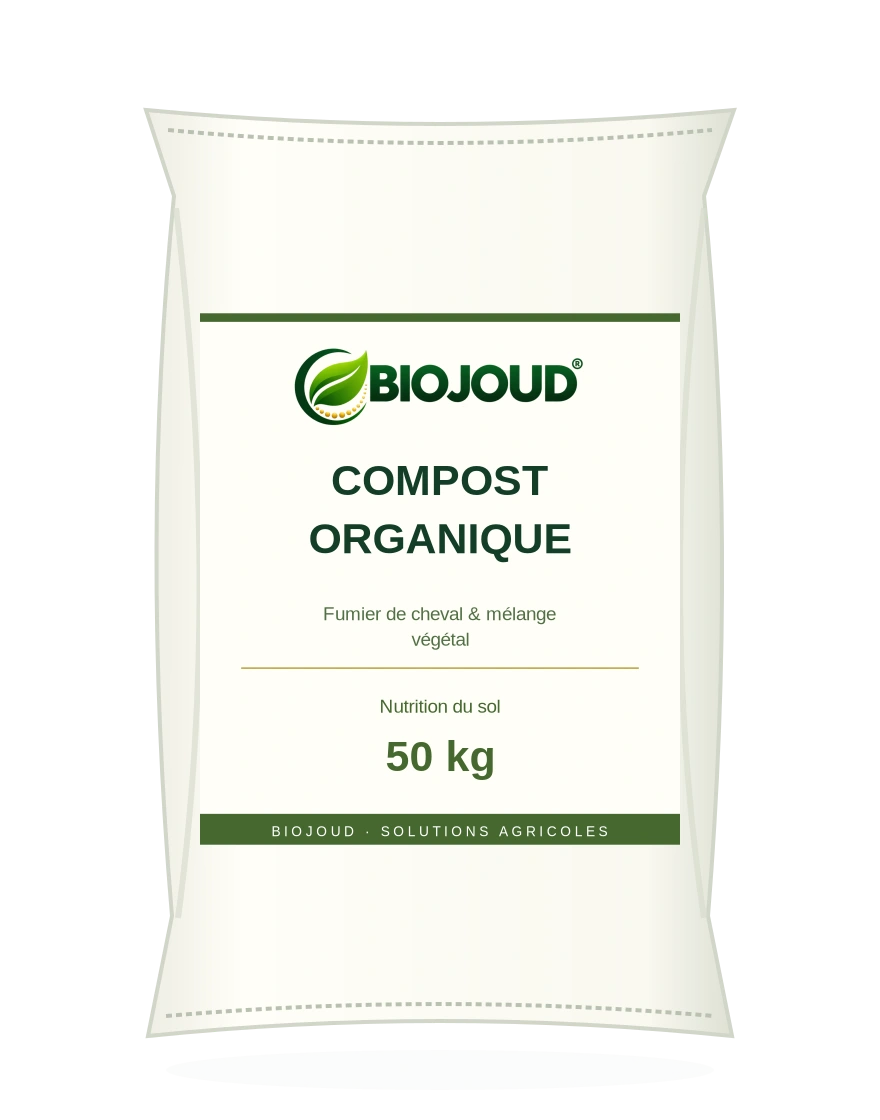 BIOJOUD®
COMPOST
ORGANIQUE
Fumier de cheval & mélange
végétal
Nutrition du sol
50 kg
BIOJOUD · SOLUTIONS AGRICOLES